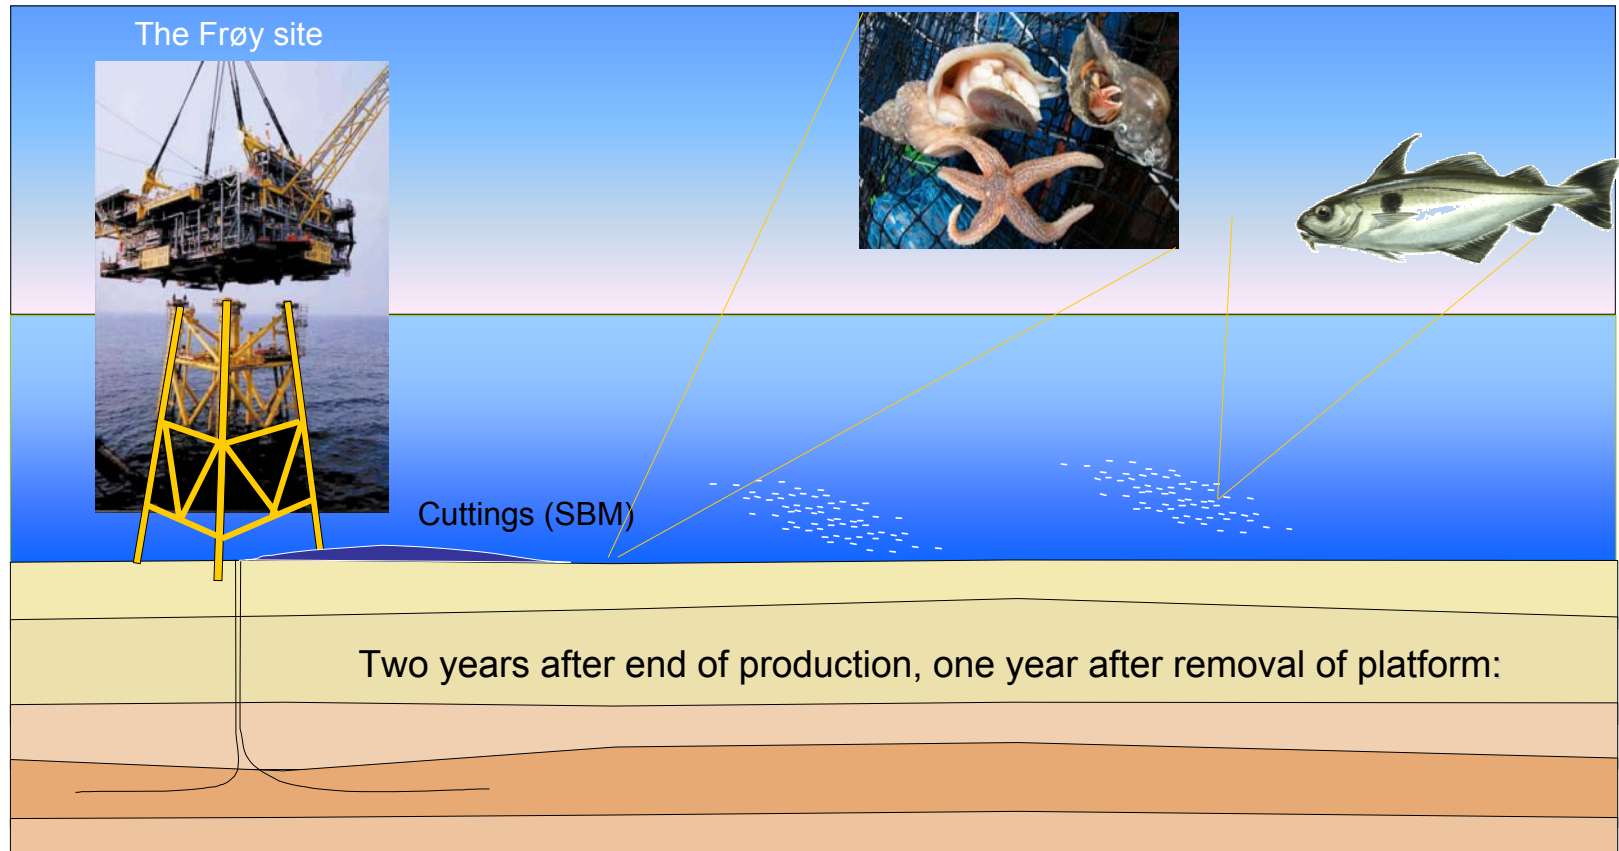 The Frøy site
Cuttings (SBM)
Two years after end of production, one year after removal of platform: